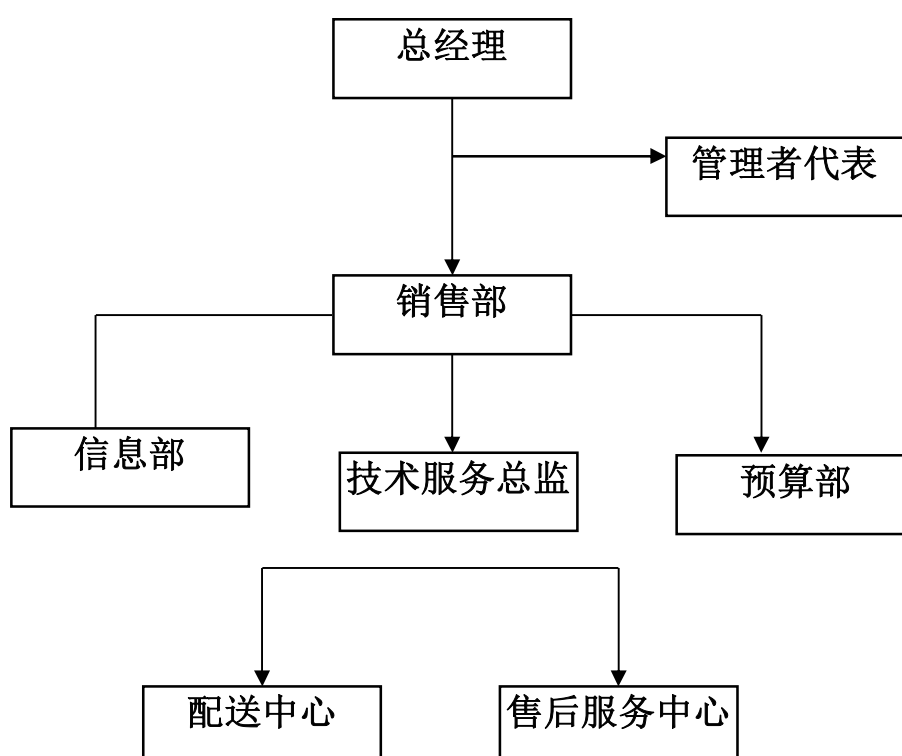 总经理
管理者代表
销售部
信息部
技术服务总监
预算部
配送中心
售后服务中心